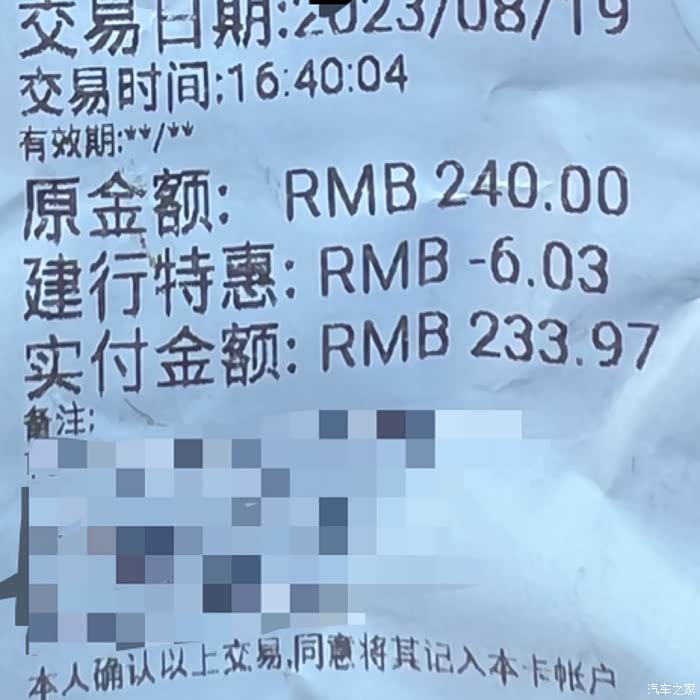 交易日期:2023/08/19
交易时间:16:40:04
有效期:**/**
原金额: RMB 240.00
建行特惠: RMB -6.03
实付金额: RMB 233.97
备注:
本人确认以上交易,同意将其记入本卡帐户
汽车之家